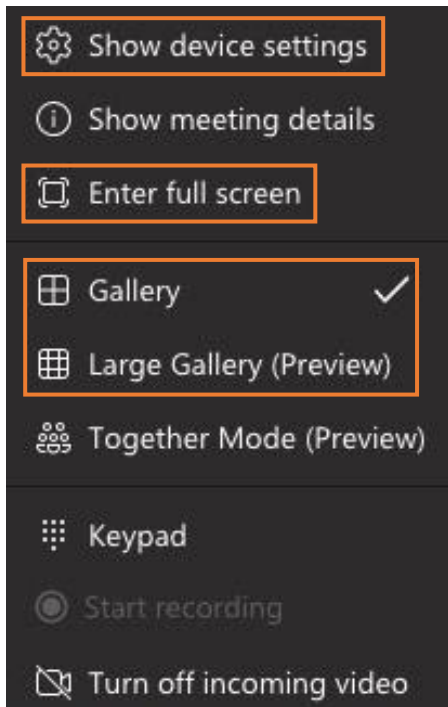 Show device settings
Show meeting details
Enter full screen
Gallery
Large Gallery (Preview)
Together Mode (Preview)
Keypad
Start recording
Turn off incoming video